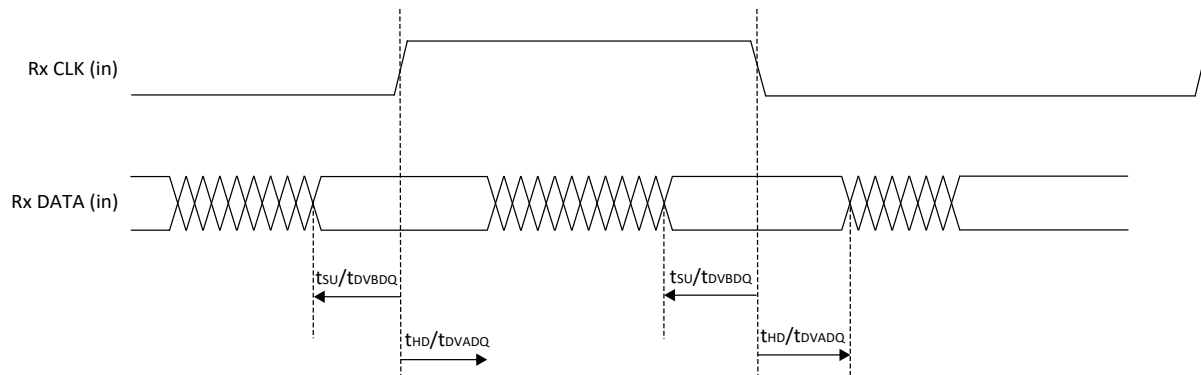 Rx CLK (in)
Rx DATA (in)
tSU/tDVBDQ
tSU/tDVBDQ
tHD/tDVADQ
tHD/tDVADQ